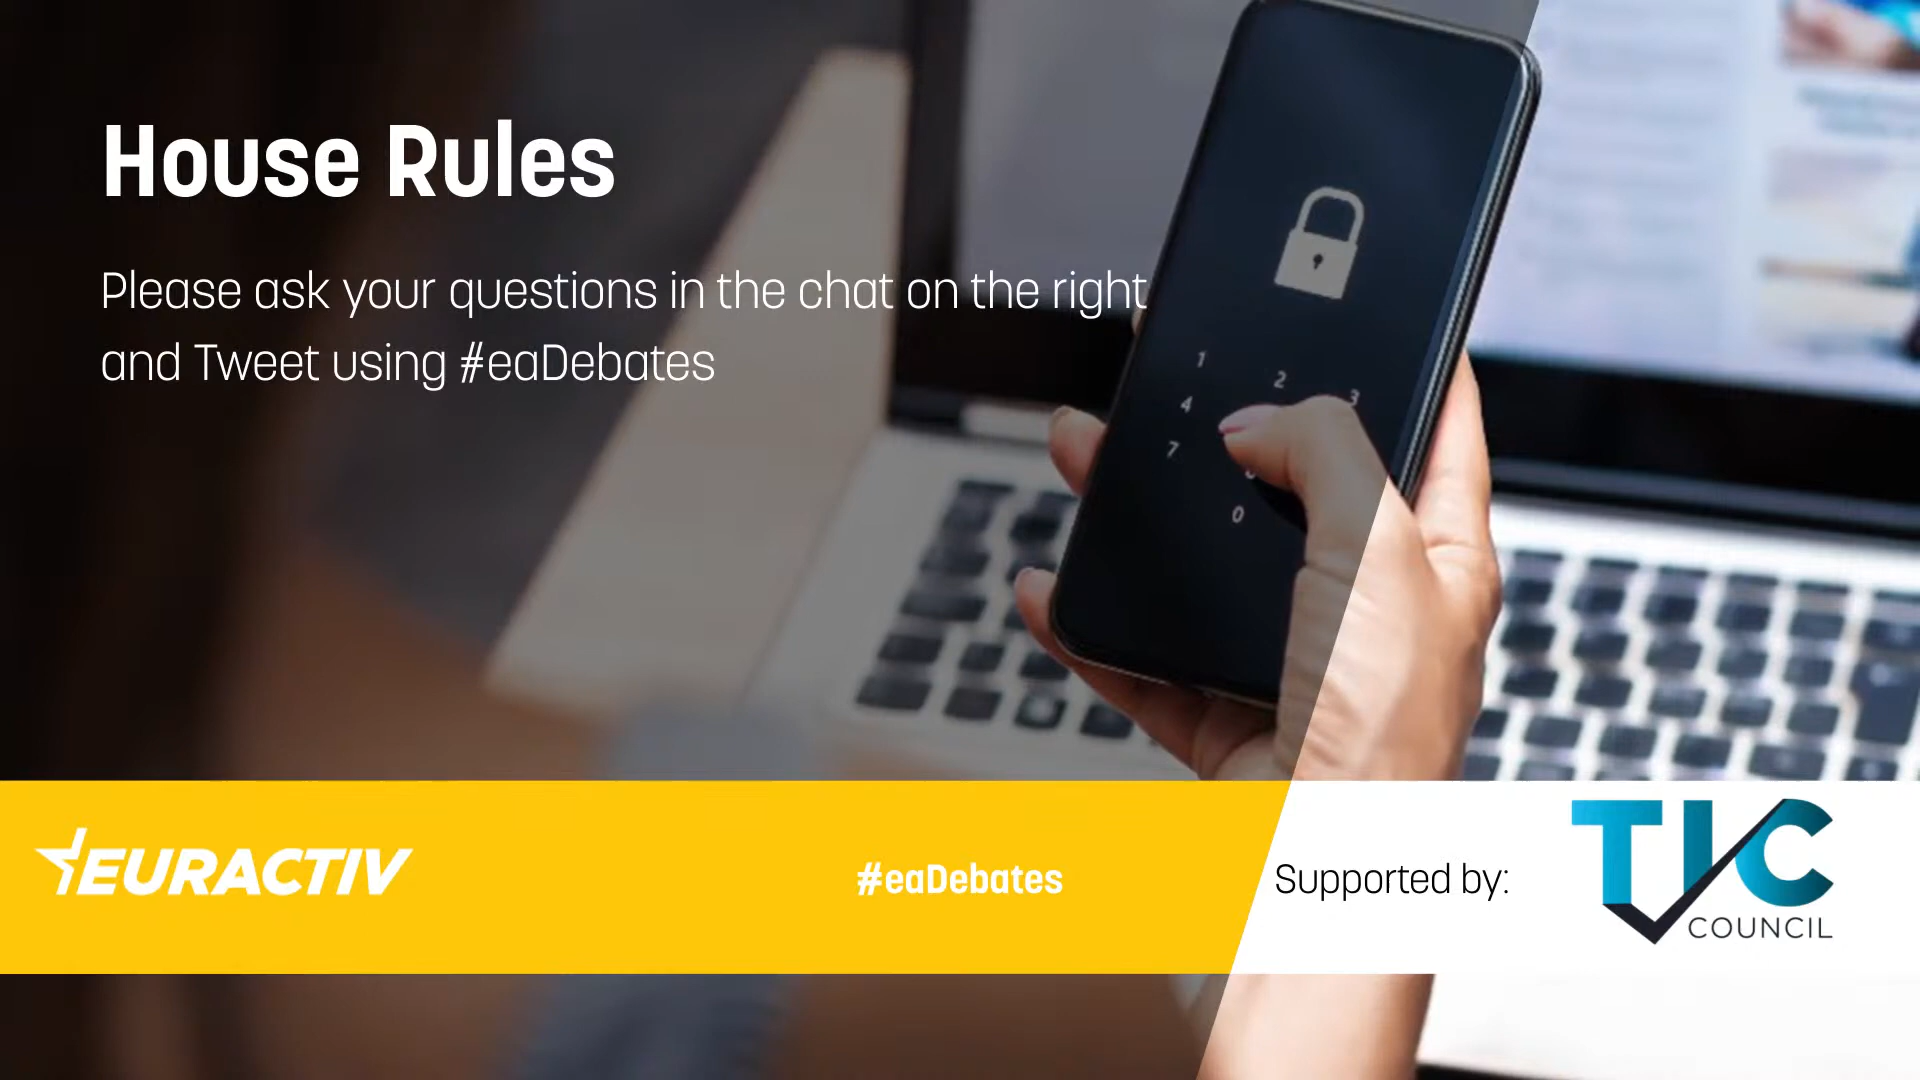 House Rules
Please ask your questions in the chat on the right
and Tweet using #eaDebates
1
2
3
4
7
0
EURACTIV
#eaDebates
Supported by:
TIC
COUNCIL